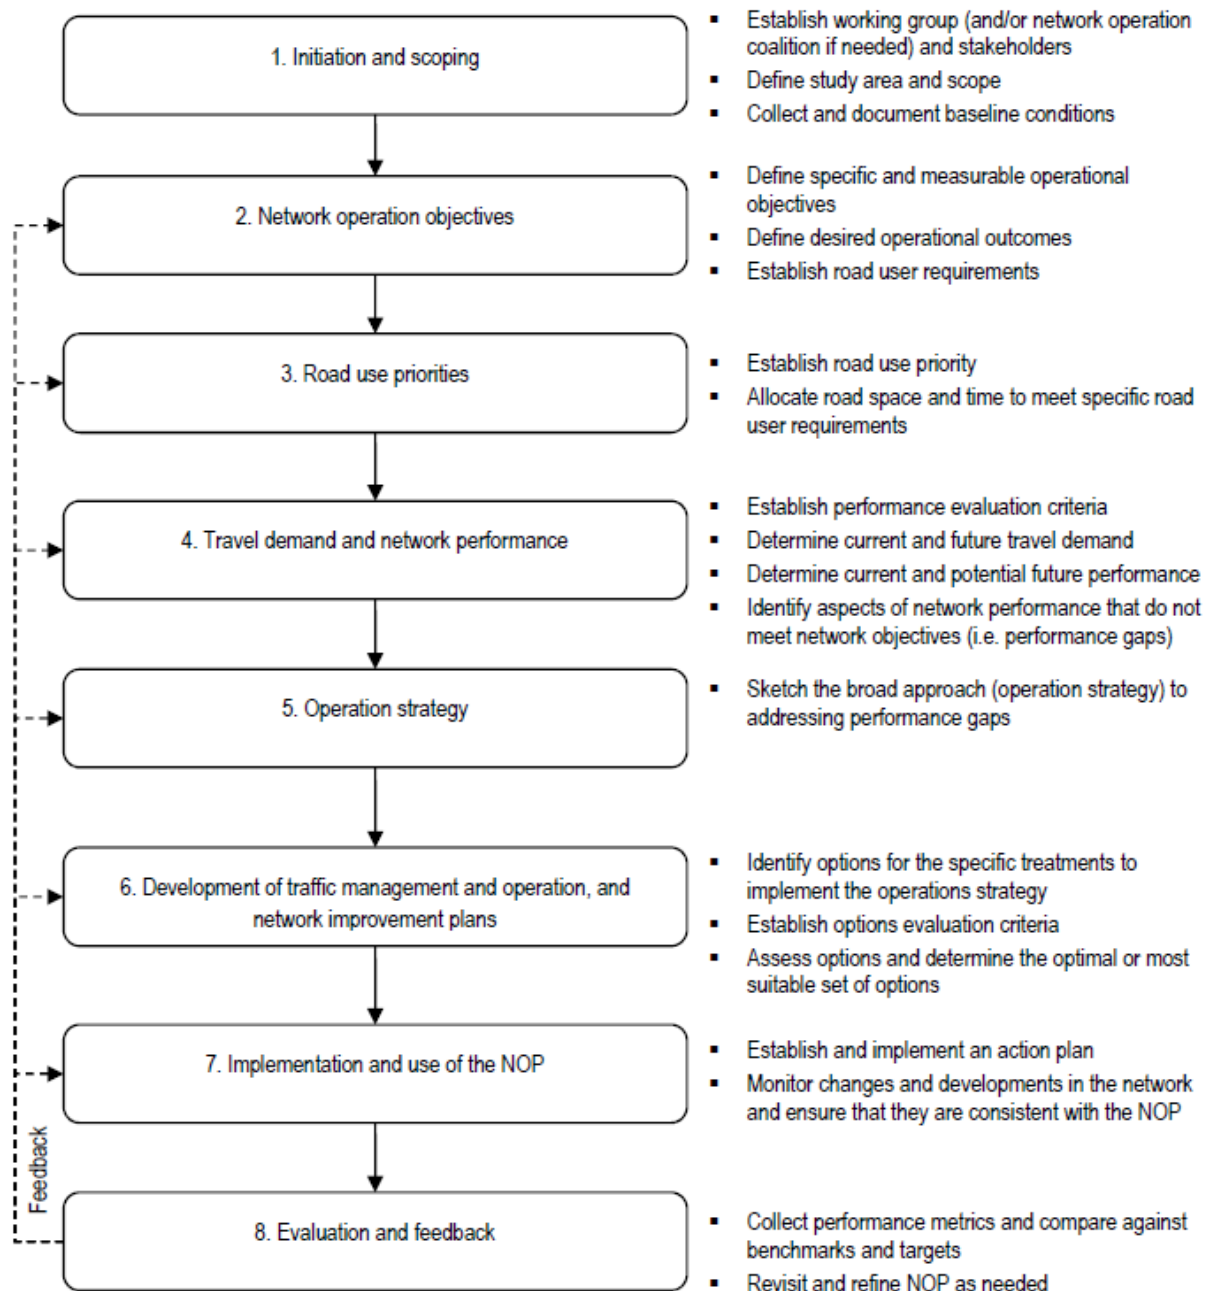 1. Initiation and scoping
▪ Establish working group (and/or network operation
coalition if needed) and stakeholders
▪ Define study area and scope
▪ Collect and document baseline conditions
2. Network operation objectives
▪ Define specific and measurable operational
objectives
▪ Define desired operational outcomes
▪ Establish road user requirements
3. Road use priorities
▪ Establish road use priority
▪ Allocate road space and time to meet specific road
user requirements
4. Travel demand and network performance
▪ Establish performance evaluation criteria
▪ Determine current and future travel demand
▪ Determine current and potential future performance
▪ Identify aspects of network performance that do not
meet network objectives (i.e. performance gaps)
5. Operation strategy
▪ Sketch the broad approach (operation strategy) to
addressing performance gaps
6. Development of traffic management and operation, and
network improvement plans
▪ Identify options for the specific treatments to
implement the operations strategy
▪ Establish options evaluation criteria
▪ Assess options and determine the optimal or most
suitable set of options
7. Implementation and use of the NOP
▪ Establish and implement an action plan
▪ Monitor changes and developments in the network
and ensure that they are consistent with the NOP
Feedback
8. Evaluation and feedback
▪ Collect performance metrics and compare against
benchmarks and targets
▪ Revisit and refine NOP as needed